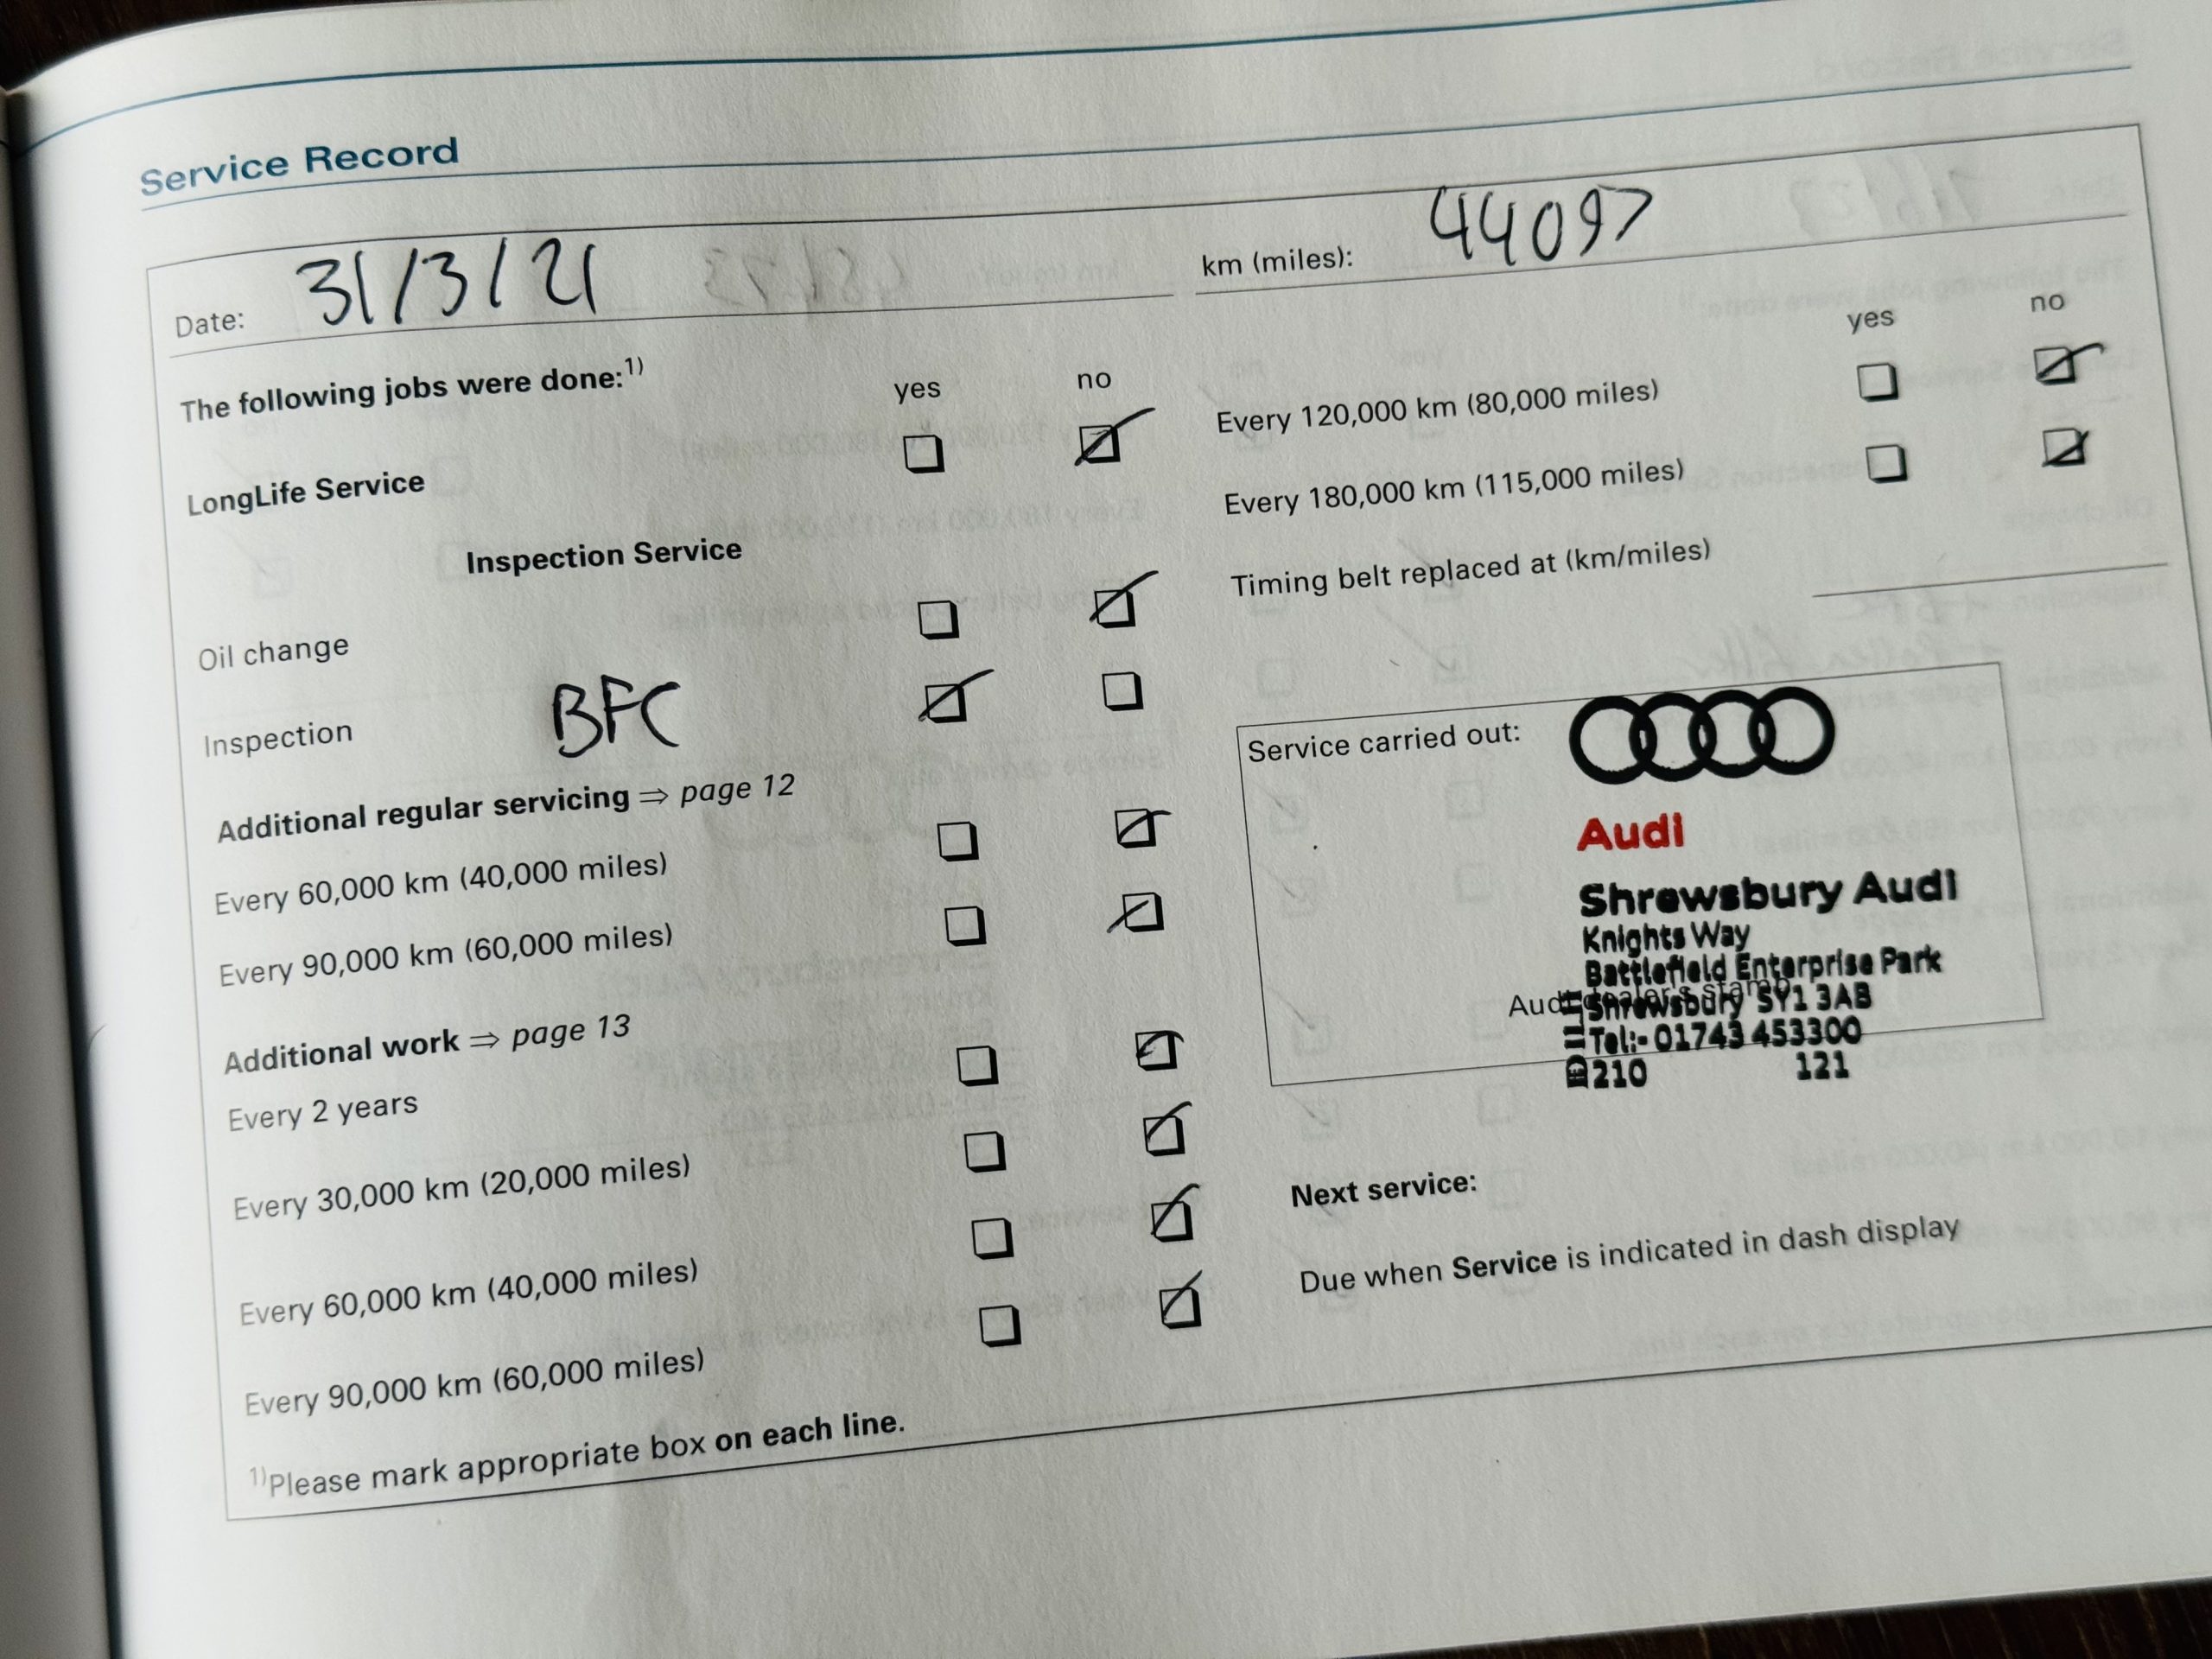 Service Record
Date: 31/3/21
km (miles): 44097
The following jobs were done:1)
yes no
LongLife Service
Inspection Service
Oil change
Inspection BFC
Additional regular servicing ⇒ page 12
Every 60,000 km (40,000 miles)
Every 90,000 km (60,000 miles)
Additional work ⇒ page 13
Every 2 years
Every 30,000 km (20,000 miles)
Every 60,000 km (40,000 miles)
Every 90,000 km (60,000 miles)
1)Please mark appropriate box on each line.
yes no
Every 120,000 km (80,000 miles)
Every 180,000 km (115,000 miles)
Timing belt replaced at (km/miles)
Service carried out:
Audi
Shrewsbury Audi
Knights Way
Battlefield Enterprise Park
Audi dealer's stamp
Shrewsbury SY1 3AB
Tel:- 01743 453300
210 121
Next service:
Due when Service is indicated in dash display